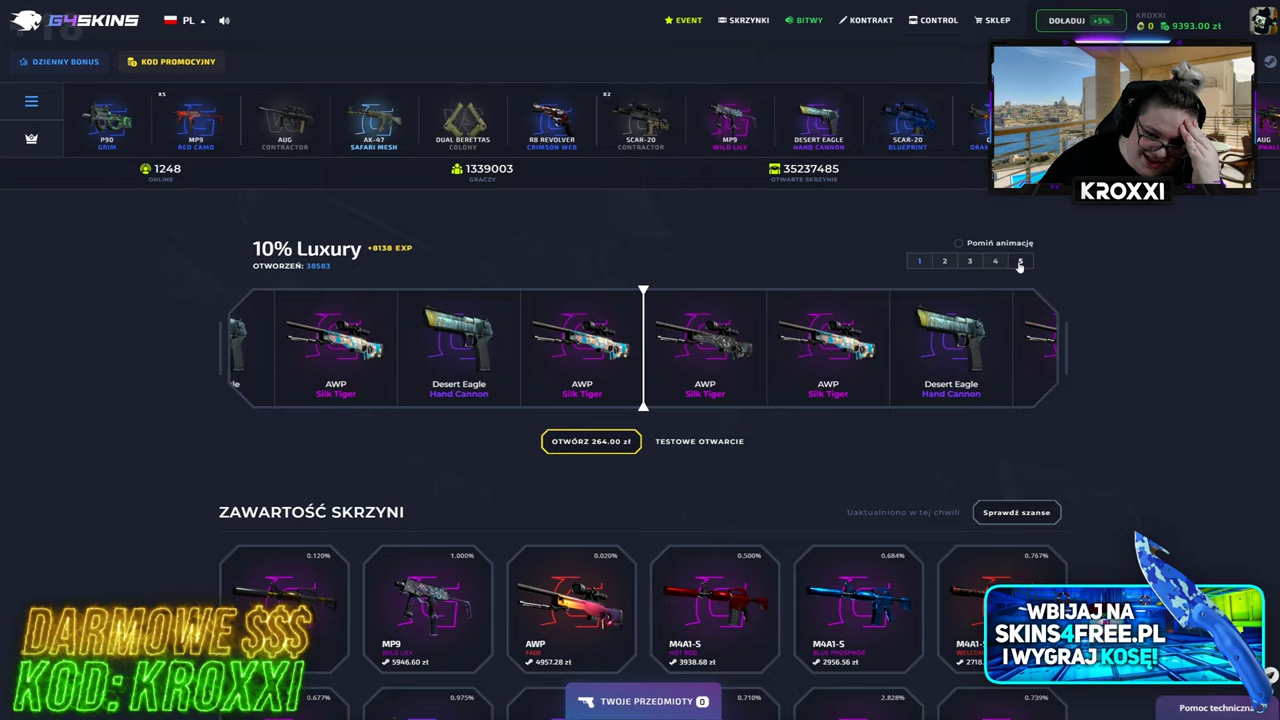 G4SKINS
PL
EVENT
SKRZYNKI
BITWY
KONTRAKT
CONTROL
SKLEP
DOŁADUJ +5%
KROXXI
0 9393.00 zł
DZIENNY BONUS
KOD PROMOCYJNY
P90
GRIM
X5
MP9
RED CAMO
AUG
CONTRACTOR
AK-47
SAFARI MESH
DUAL BERETTAS
COLONY
R8 REVOLVER
CRIMSON WEB
X2
SCAR-20
CONTRACTOR
MP9
WILD LILY
DESERT EAGLE
HAND CANNON
SCAR-20
BLUEPRINT
KROXXI
1248
ONLINE
1339003
GRACZY
35237485
OTWARTE SKRZYNIE
10% Luxury +8138 EXP
OTWORZEŃ: 38583
Pomiń animację
1 2 3 4 5
AWP
Silk Tiger
Desert Eagle
Hand Cannon
AWP
Silk Tiger
AWP
Silk Tiger
AWP
Silk Tiger
Desert Eagle
Hand Cannon
OTWÓRZ 264.00 zł
TESTOWE OTWARCIE
ZAWARTOŚĆ SKRZYNI
Uaktualniono w tej chwili
Sprawdź szanse
0.120%
1.000%
MP9
WILD LILY
5946.60 zł
0.020%
AWP
FADE
4957.28 zł
0.500%
M4A1-S
HOT ROD
3938.68 zł
0.684%
M4A1-S
BLUE PHOSPHOR
2956.56 zł
0.767%
0.677%
0.975%
0.710%
2.828%
0.739%
DARMOWE $$$
KOD: KROXXI
WBIJAJ NA
SKINS4FREE.PL
I WYGRAJ KOSĘ!
TWOJE PRZEDMIOTY 0
Pomoc techniczna